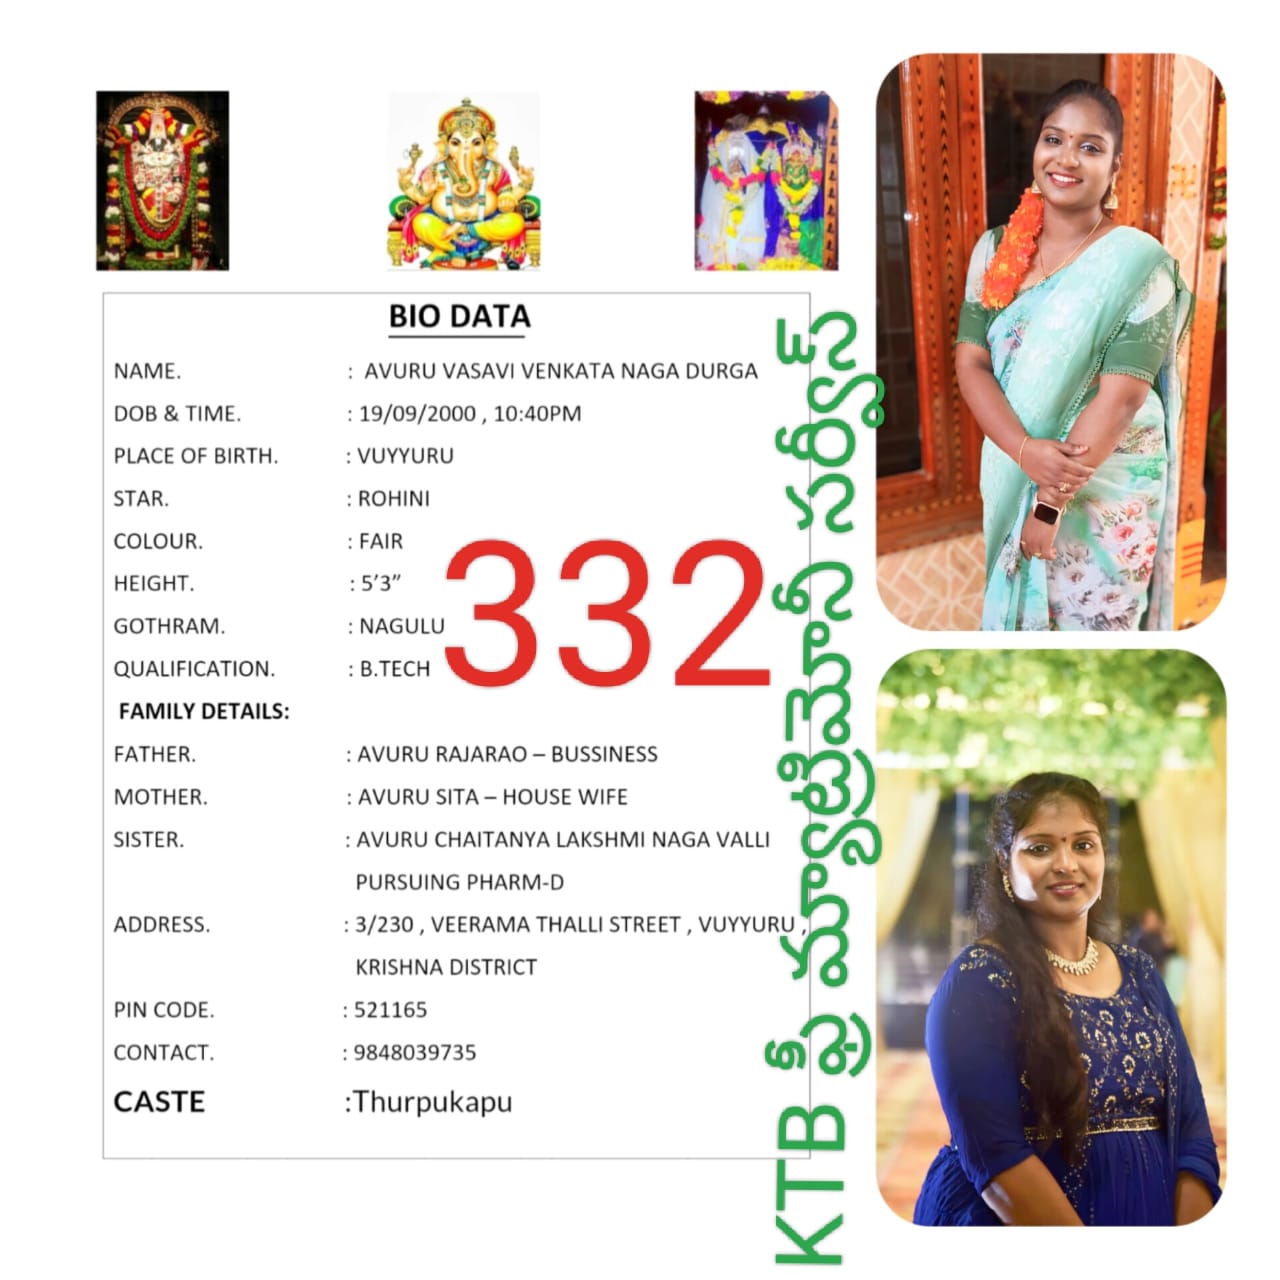 BIO DATA
NAME. : AVURU VASAVI VENKATA NAGA DURGA
DOB & TIME. : 19/09/2000 , 10:40PM
PLACE OF BIRTH. : VUYYURU
STAR. : ROHINI
COLOUR. : FAIR
HEIGHT. : 5’3”
GOTHRAM. : NAGULU
QUALIFICATION. : B.TECH
332
FAMILY DETAILS:
FATHER. : AVURU RAJARAO – BUSSINESS
MOTHER. : AVURU SITA – HOUSE WIFE
SISTER. : AVURU CHAITANYA LAKSHMI NAGA VALLI
PURSUING PHARM-D
ADDRESS. : 3/230 , VEERAMA THALLI STREET , VUYYURU ,
KRISHNA DISTRICT
PIN CODE. : 521165
CONTACT. : 9848039735
CASTE :Thurpukapu
KTB ఫ్రీ మ్యాట్రిమోనీ సర్వీస్